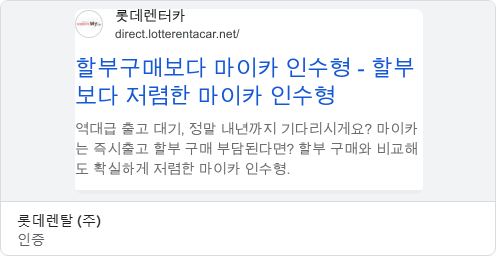 롯데렌터카
direct.lotterentacar.net/
할부구매보다 마이카 인수형 - 할부
보다 저렴한 마이카 인수형
역대급 출고 대기, 정말 내년까지 기다리시게요? 마이카
는 즉시출고 할부 구매 부담된다면? 할부 구매와 비교해
도 확실하게 저렴한 마이카 인수형.
롯데렌탈 (주)
인증